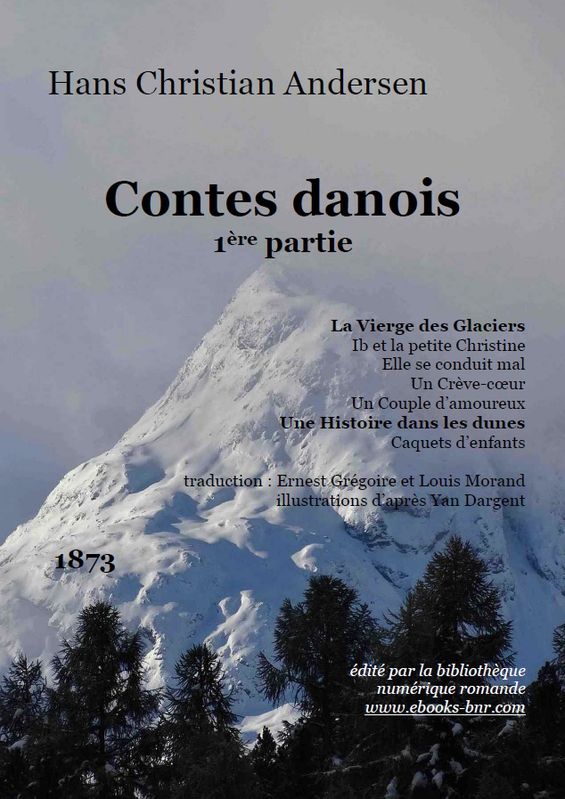 Hans Christian Andersen
Contes danois
1ère partie
La Vierge des Glaciers
Ib et la petite Christine
Elle se conduit mal
Un Crève-cœur
Un Couple d'amoureux
Une Histoire dans les dunes
Caquets d'enfants
traduction : Ernest Grégoire et Louis Morand
illustrations d'après Yan Dargent
1873
édité par la bibliothèque
numérique romande
www.ebooks-bnr.com